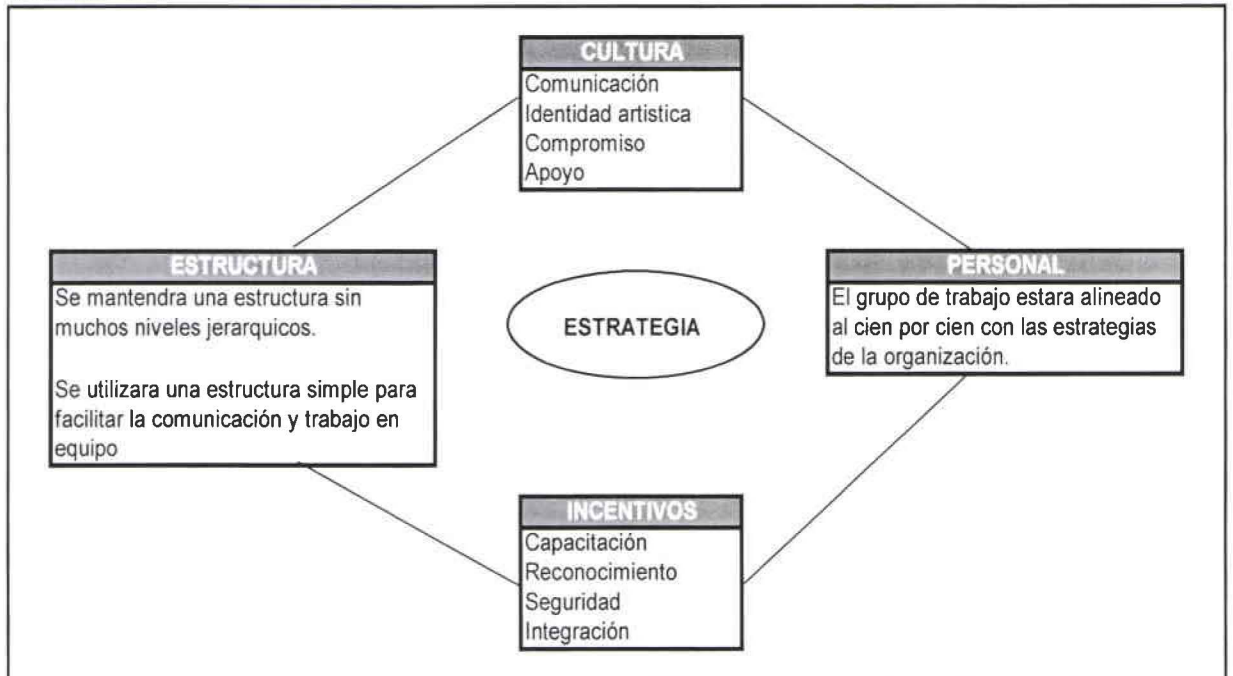 CULTURA
Comunicación
Identidad artistica
Compromiso
Apoyo
ESTRUCTURA
Se mantendra una estructura sin
muchos niveles jerarquicos.
Se utilizara una estructura simple para
facilitar la comunicación y trabajo en
equipo
ESTRATEGIA
PERSONAL
El grupo de trabajo estara alineado
al cien por cien con las estrategias
de la organización.
INCENTIVOS
Capacitación
Reconocimiento
Seguridad
Integración